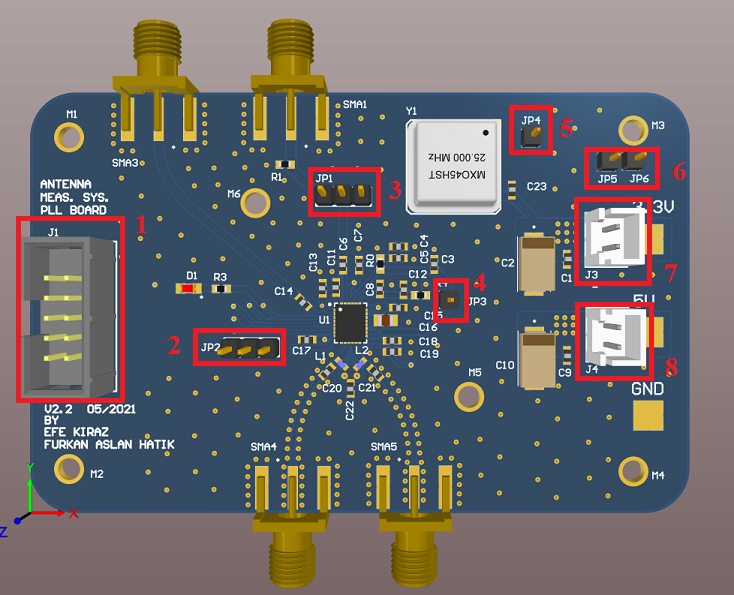 M1
SMA3
SMA1
R1
JP1
3
M6
Y1
MXO45HST
25.000 MHz
JP4
5
M3
JP5 JP6
6
C23
ANTENNA
MEAS. SYS.
PLL BOARD
J1
1
3.3V
J3
7
C2
C1
D1
R3
C14
C13
C11
C6
C7
R0
C8
C4
C5
C3
C12
4
JP3
C15
C16
C18
C19
U1
JP2
2
C17
L1
L2
C20
C21
C22
5V
J4
8
C10
C9
GND
M5
V2.2 05/2021
BY
EFE KIRAZ
FURKAN ASLAN HATIK
M2
SMA4
SMA5
M4
Y
X
Z